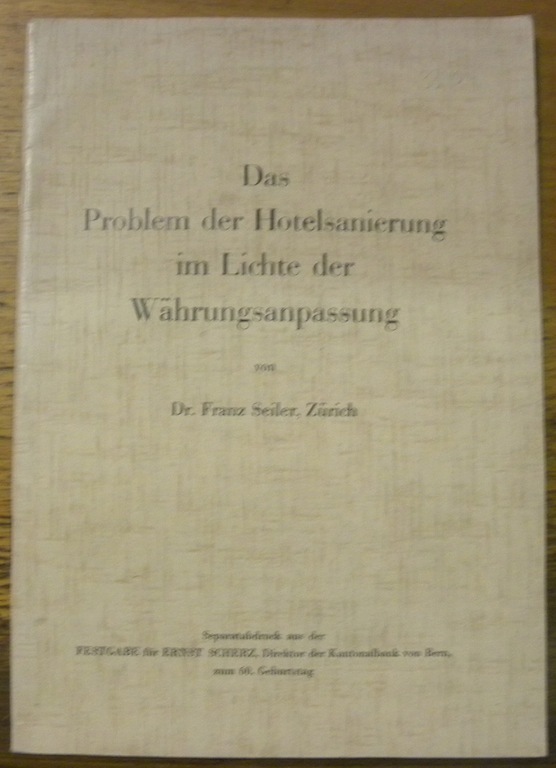 Das
Problem der Hotelsanierung
im Lichte der
Währungsanpassung
von
Dr. Franz Seiler, Zürich
Separatabdruck aus der
FESTGABE für ERNST SCHERZ, Direktor der Kantonalbank von Bern,
zum 60. Geburtstag